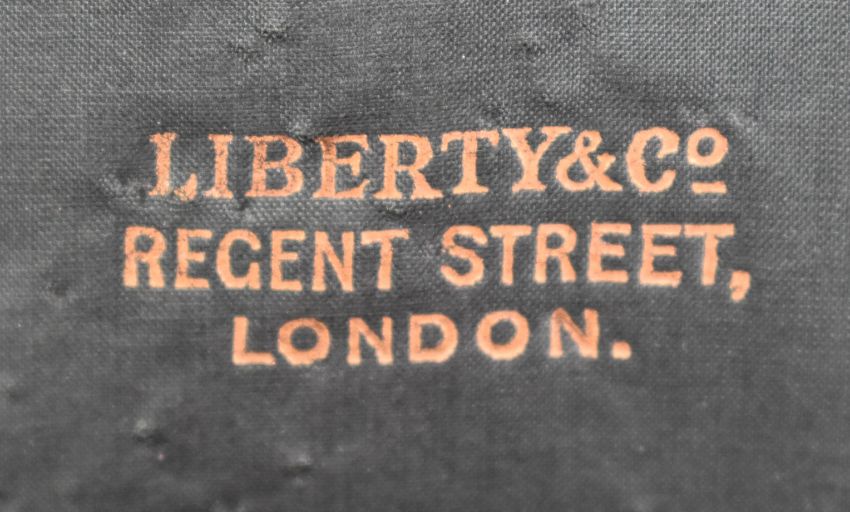 LIBERTY & Cº
REGENT STREET,
LONDON.